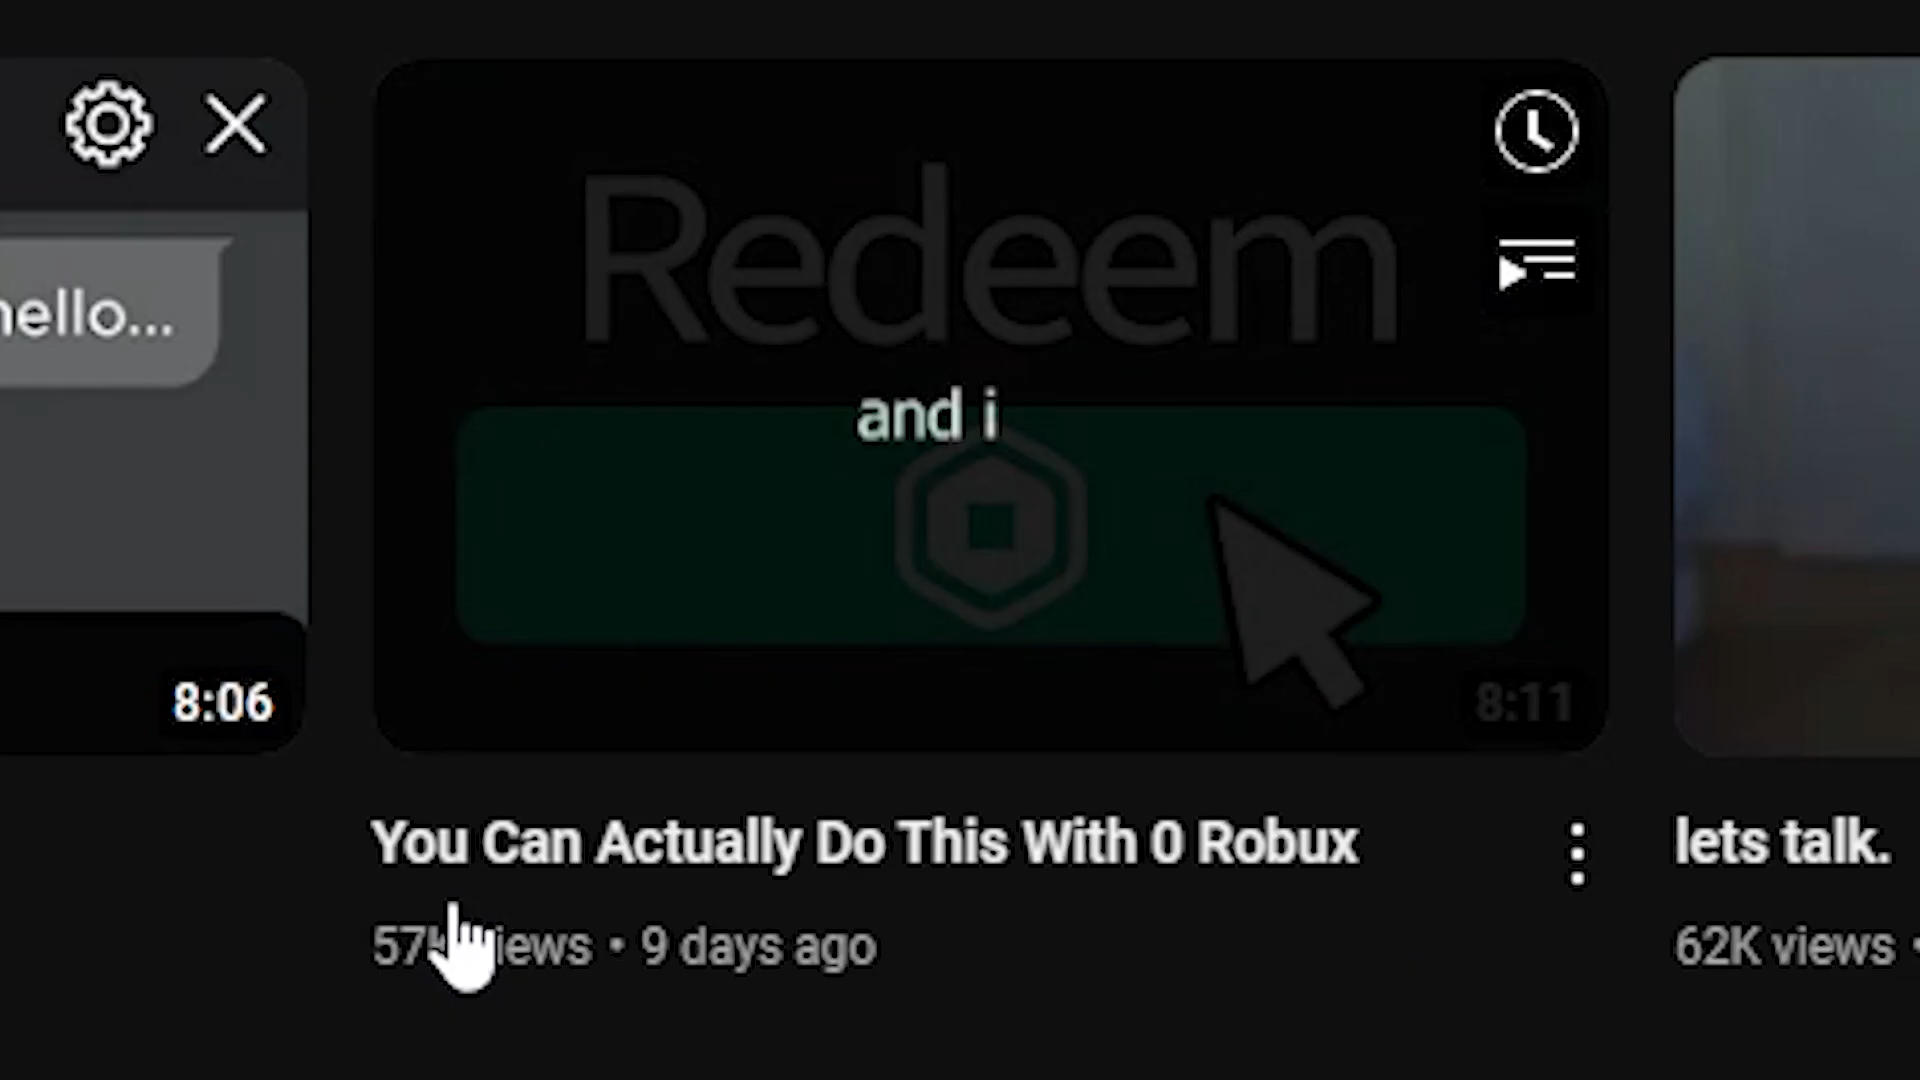 hello...
8:06
Redeem
and i
8:11
You Can Actually Do This With 0 Robux
9 days ago
lets talk.
62K views •